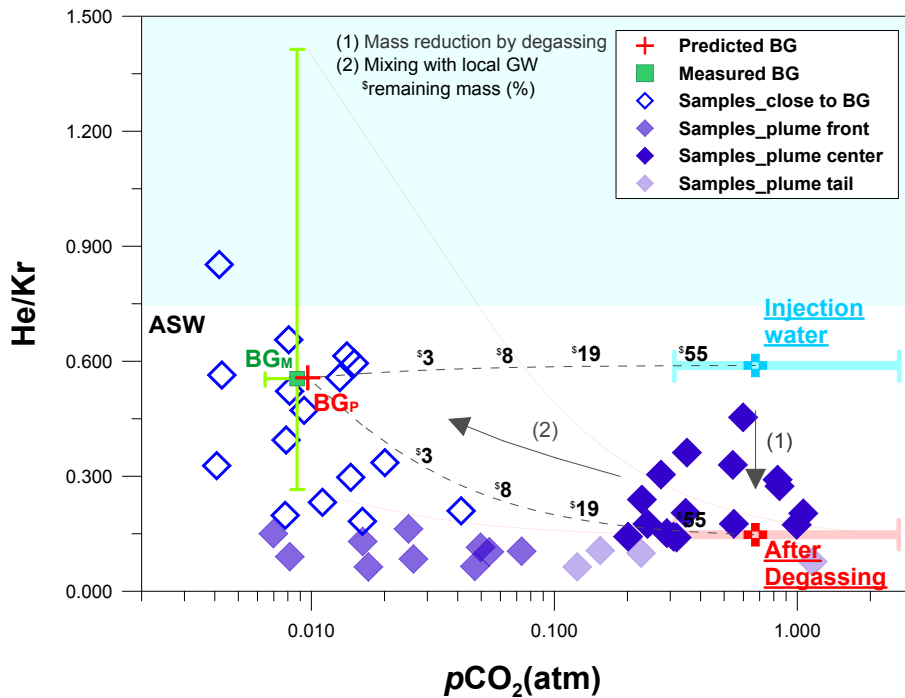 1.500
1.200
0.900
0.600
0.300
0.000
He/Kr
(1) Mass reduction by degassing
(2) Mixing with local GW
$remaining mass (%)
Predicted BG
Measured BG
Samples_close to BG
Samples_plume front
Samples_plume center
Samples_plume tail
ASW
Injection
water
BGM
BGP
$3
$8
$19
$55
(1)
(2)
$3
$8
$19
$55
After
Degassing
0.010
0.100
1.000
pCO2(atm)